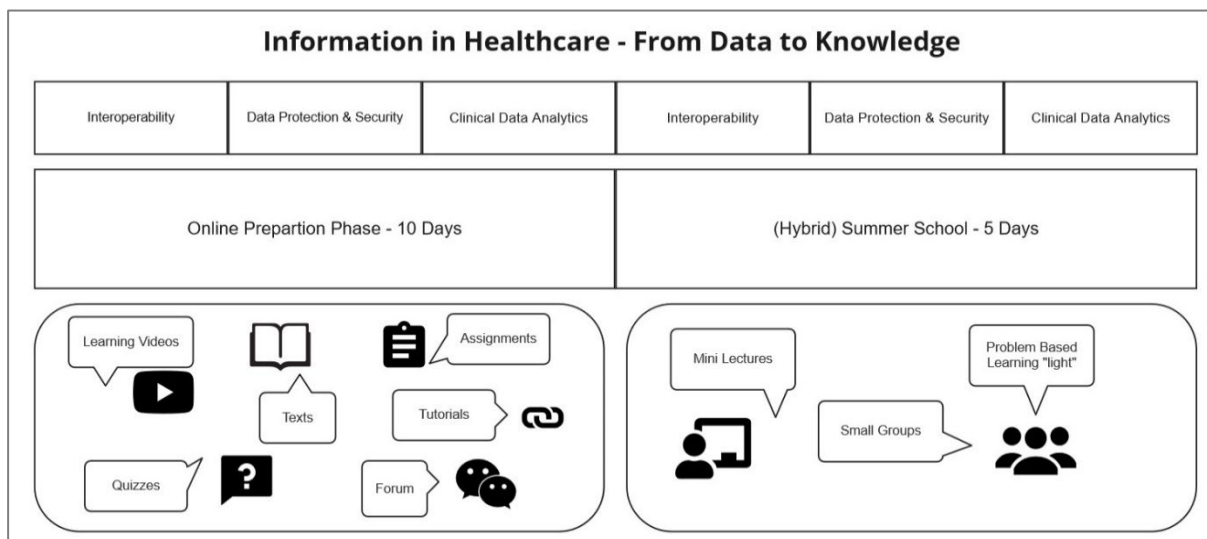 Information in Healthcare - From Data to Knowledge
Interoperability
Data Protection & Security
Clinical Data Analytics
Interoperability
Data Protection & Security
Clinical Data Analytics
Online Prepartion Phase - 10 Days
(Hybrid) Summer School - 5 Days
Learning Videos
Texts
Assignments
Tutorials
Quizzes
?
Forum
Mini Lectures
Problem Based
Learning "light"
Small Groups